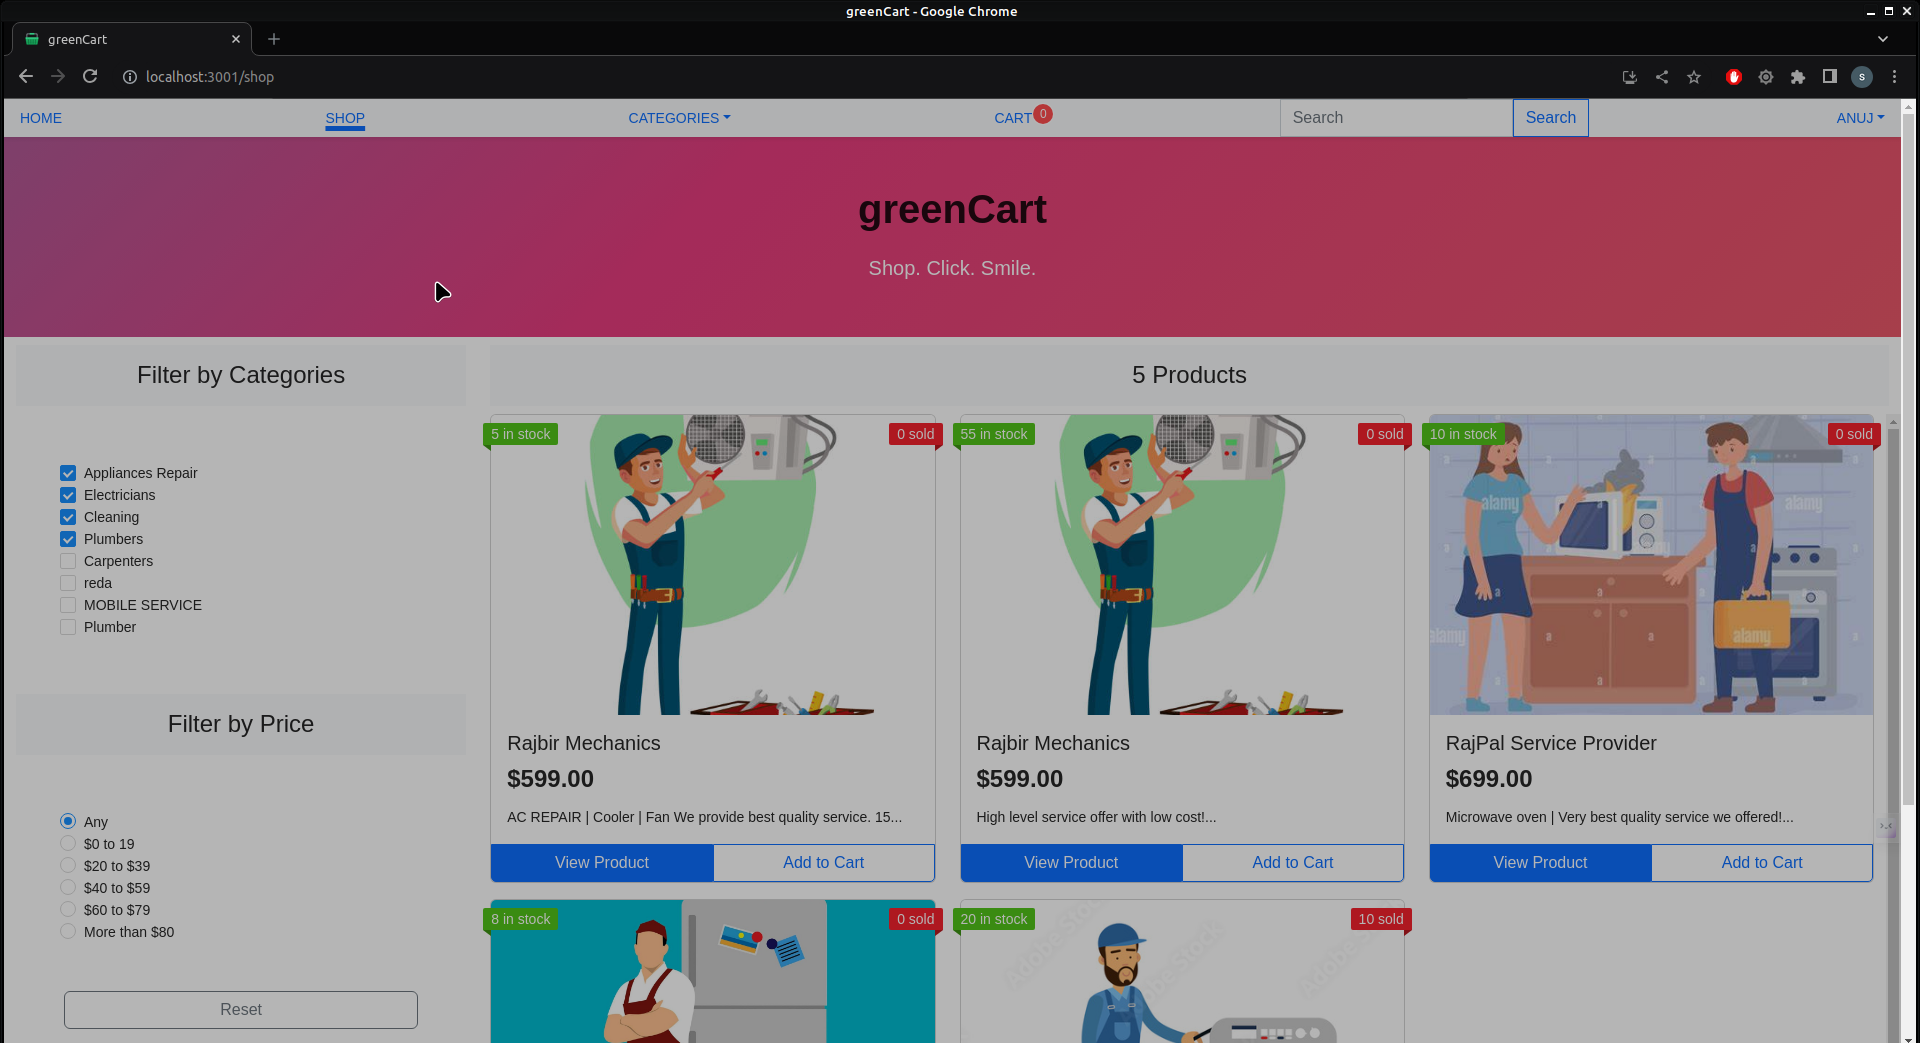 greenCart - Google Chrome
greenCart
localhost:3001/shop
S
HOME SHOP CATEGORIES CART 0 Search Search ANUJ
greenCart
Shop. Click. Smile.
Filter by Categories
5 Products
Appliances Repair
Electricians
Cleaning
Plumbers
Carpenters
reda
MOBILE SERVICE
Plumber
Filter by Price
Any
$0 to 19
$20 to $39
$40 to $59
$60 to $79
More than $80
Reset
5 in stock
0 sold
Rajbir Mechanics
$599.00
AC REPAIR | Cooler | Fan We provide best quality service. 15...
View Product Add to Cart
55 in stock
0 sold
Rajbir Mechanics
$599.00
High level service offer with low cost!...
View Product Add to Cart
10 in stock
0 sold
alamy
alamy
alamy
alamy
alamy
a
a
a
a
a
a
a
a
a
a
a
RajPal Service Provider
$699.00
Microwave oven | Very best quality service we offered!...
View Product Add to Cart
8 in stock
0 sold
20 in stock
10 sold
Adobe Stock